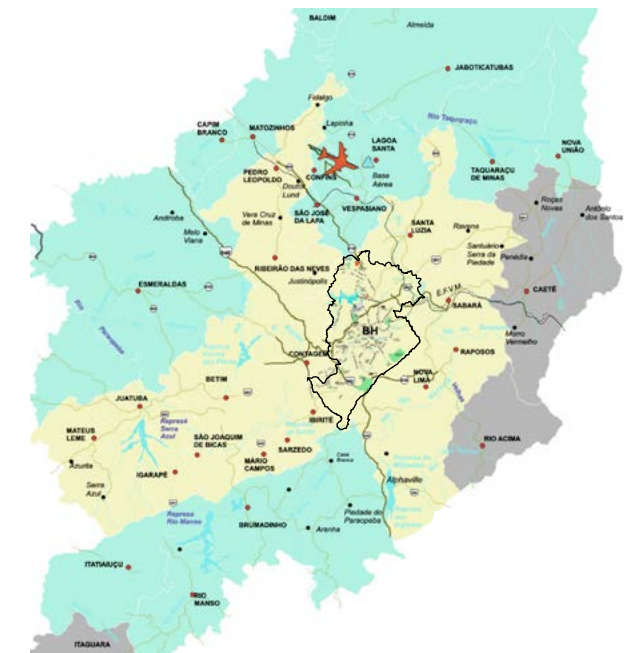 BALDIM
Almeida
JABOTICATUBAS
Fidalgo
Rio Taquaraçu
Lapinha
CAPIM
BRANCO
MATOZINHOS
LAGOA
SANTA
NOVA
UNIÃO
PEDRO
LEOPOLDO
CONFINS
Base
Aérea
TAQUARAÇU
DE MINAS
Doutor
Lund
Roças
Novas
Antônio
dos Santos
Andiroba
Vera Cruz
de Minas
SÃO JOSÉ
DA LAPA
VESPASIANO
Melo
Viana
SANTA
LUZIA
Ravena
Santuário
Serra da
Piedade
Penédia
RIBEIRÃO DAS NEVES
Justinópolis
ESMERALDAS
E.F.V.M.
CAETÉ
SABARÁ
Rio
Paraopeba
BH
Morro
Vermelho
CONTAGEM
RAPOSOS
BETIM
NOVA
LIMA
Velhas
JUATUBA
MATEUS
LEME
Represa
Serra
Azul
IBIRITÉ
SÃO JOAQUIM
DE BICAS
SARZEDO
RIO ACIMA
Azurita
MÁRIO
CAMPOS
Casa
Branca
IGARAPÉ
Serra
Azul
Alphaville
Represa
Rio Manso
BRUMADINHO
Aranha
Piedade do
Paraopeba
ITATIAIUÇU
RIO
MANSO
ITAGUARA